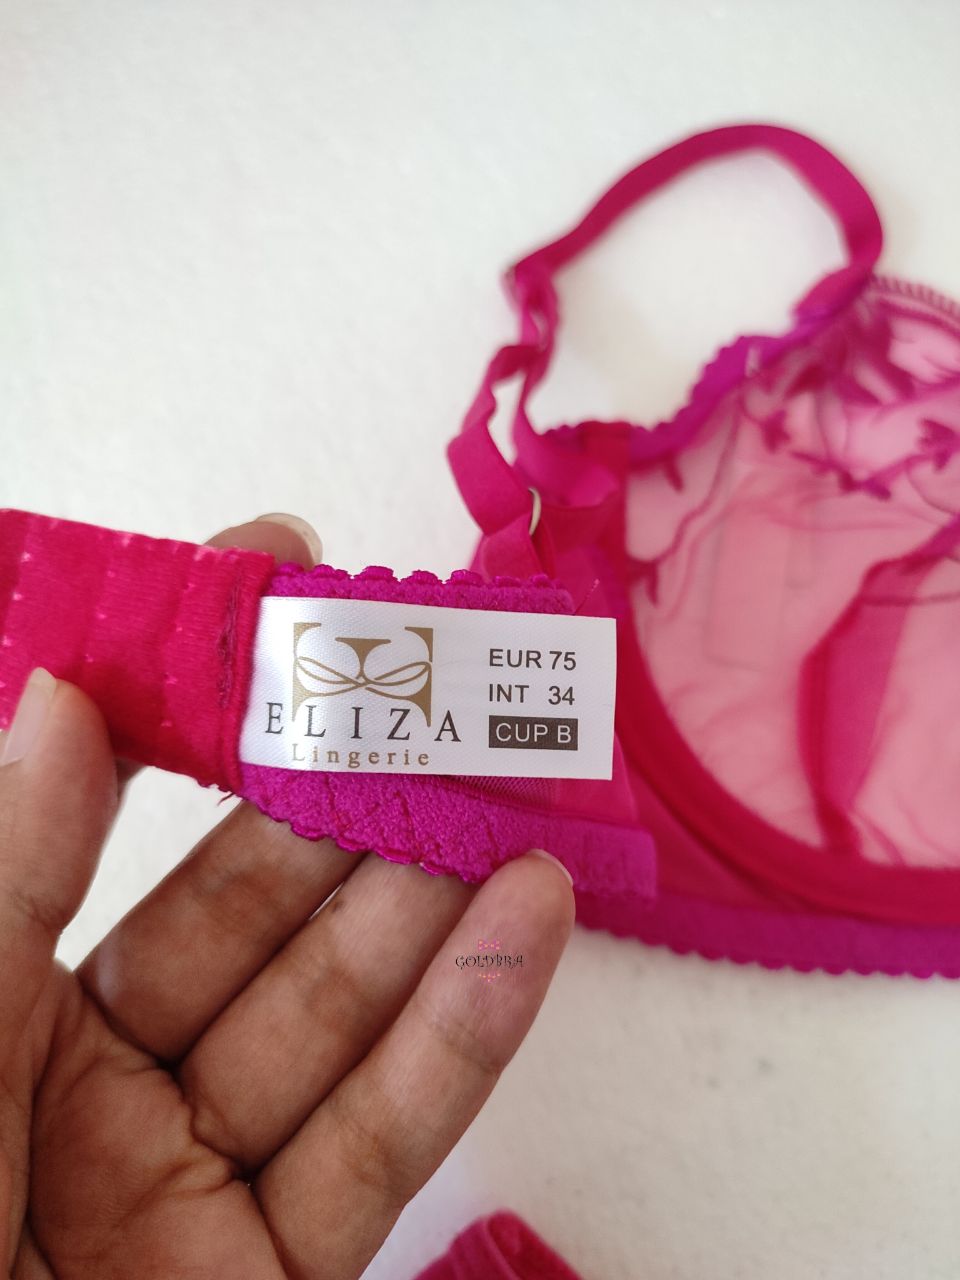 EUR 75
INT 34
CUP B
ELIZA
Lingerie
GOLDBRA